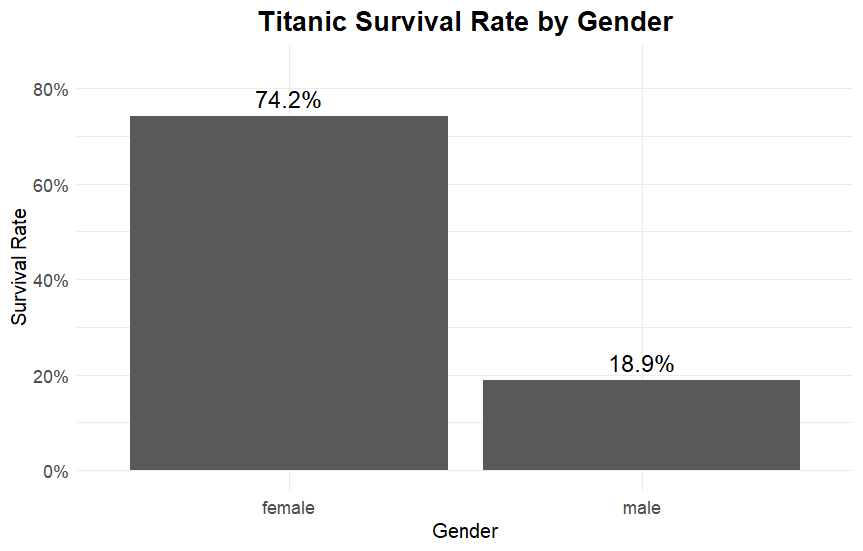 Titanic Survival Rate by Gender
80%
60%
40%
20%
0%
Survival Rate
74.2%
18.9%
female
male
Gender